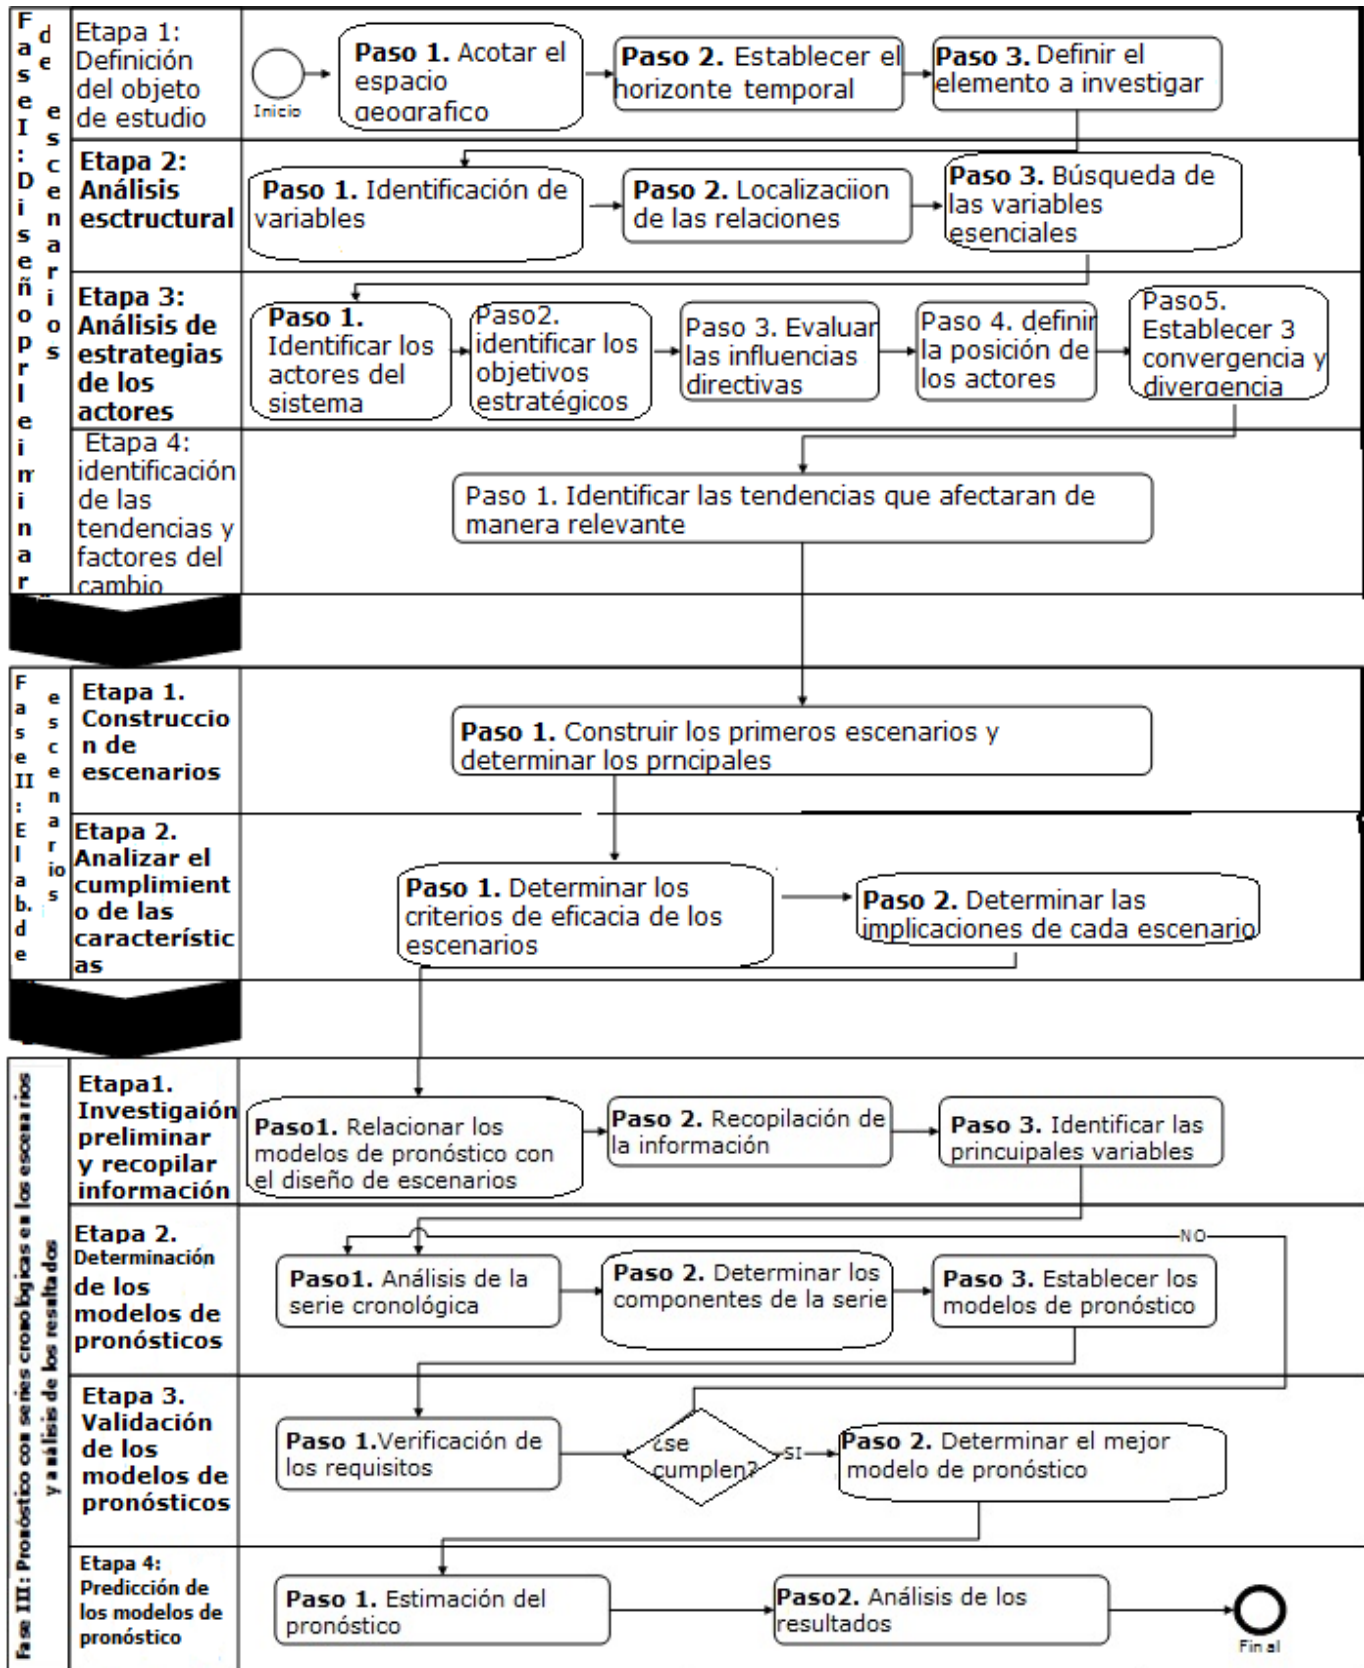 Fase I: Diseño prleiminar
de escenarios
Etapa 1:
Definición
del objeto
de estudio
Inicio
Paso 1. Acotar el
espacio
geografico
Paso 2. Establecer el
horizonte temporal
Paso 3. Definir el
elemento a investigar
Etapa 2:
Análisis
esctructural
Paso 1. Identificación de
variables
Paso 2. Localizaciion
de las relaciones
Paso 3. Búsqueda de
las variables
esenciales
Etapa 3:
Análisis de
estrategias
de los
actores
Paso 1.
Identificar los
actores del
sistema
Paso2.
identificar los
objetivos
estratégicos
Paso 3. Evaluar
las influencias
directivas
Paso 4. definir
la posición de
los actores
Paso5.
Establecer 3
convergencia y
divergencia
Etapa 4:
identificación
de las
tendencias y
factores del
cambio
Paso 1. Identificar las tendencias que afectaran de
manera relevante
Fase II: Elab. de
escenarios
Etapa 1.
Construccio
n de
escenarios
Paso 1. Construir los primeros escenarios y
determinar los prncipales
Etapa 2.
Analizar el
cumplimient
o de las
característic
as
Paso 1. Determinar los
criterios de eficacia de los
escenarios
Paso 2. Determinar las
implicaciones de cada escenario
Fase III: Pronóstico con series cronologicas en los escenarios
y análisis de los resultados
Etapa1.
Investigaión
preliminar
y recopilar
información
Paso1. Relacionar los
modelos de pronóstico con
el diseño de escenarios
Paso 2. Recopilación de
la información
Paso 3. Identificar las
princuipales variables
Etapa 2.
Determinación
de los
modelos de
pronósticos
NO
Paso1. Análisis de la
serie cronológica
Paso 2. Determinar los
componentes de la serie
Paso 3. Establecer los
modelos de pronóstico
Etapa 3.
Validación
de los
modelos de
pronósticos
Paso 1.Verificación de
los requisitos
¿se
cumplen?
SI
Paso 2. Determinar el mejor
modelo de pronóstico
Etapa 4:
Predicción de
los modelos de
pronóstico
Paso 1. Estimación del
pronóstico
Paso2. Análisis de los
resultados
Final